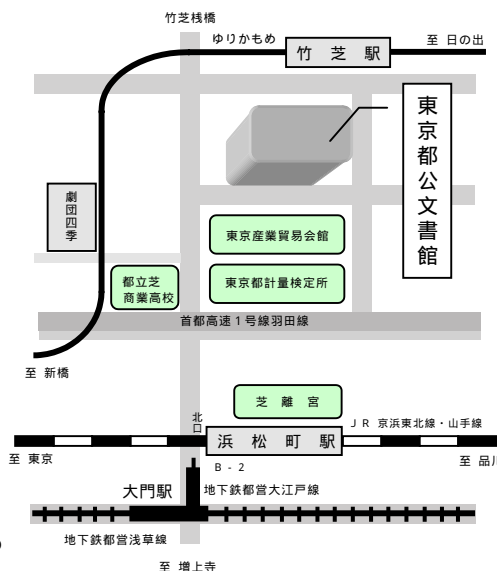 竹芝桟橋
ゆりかもめ
竹 芝 駅
至 日の出
東京都公文書館
劇団四季
東京産業貿易会館
都立芝
商業高校
東京都計量検定所
首都高速1号線羽田線
至 新橋
芝 離 宮
北口
浜 松 町 駅
JR 京浜東北線・山手線
至 東京
至 品川
B-2
大門駅
地下鉄都営大江戸線
地下鉄都営浅草線
至 増上寺